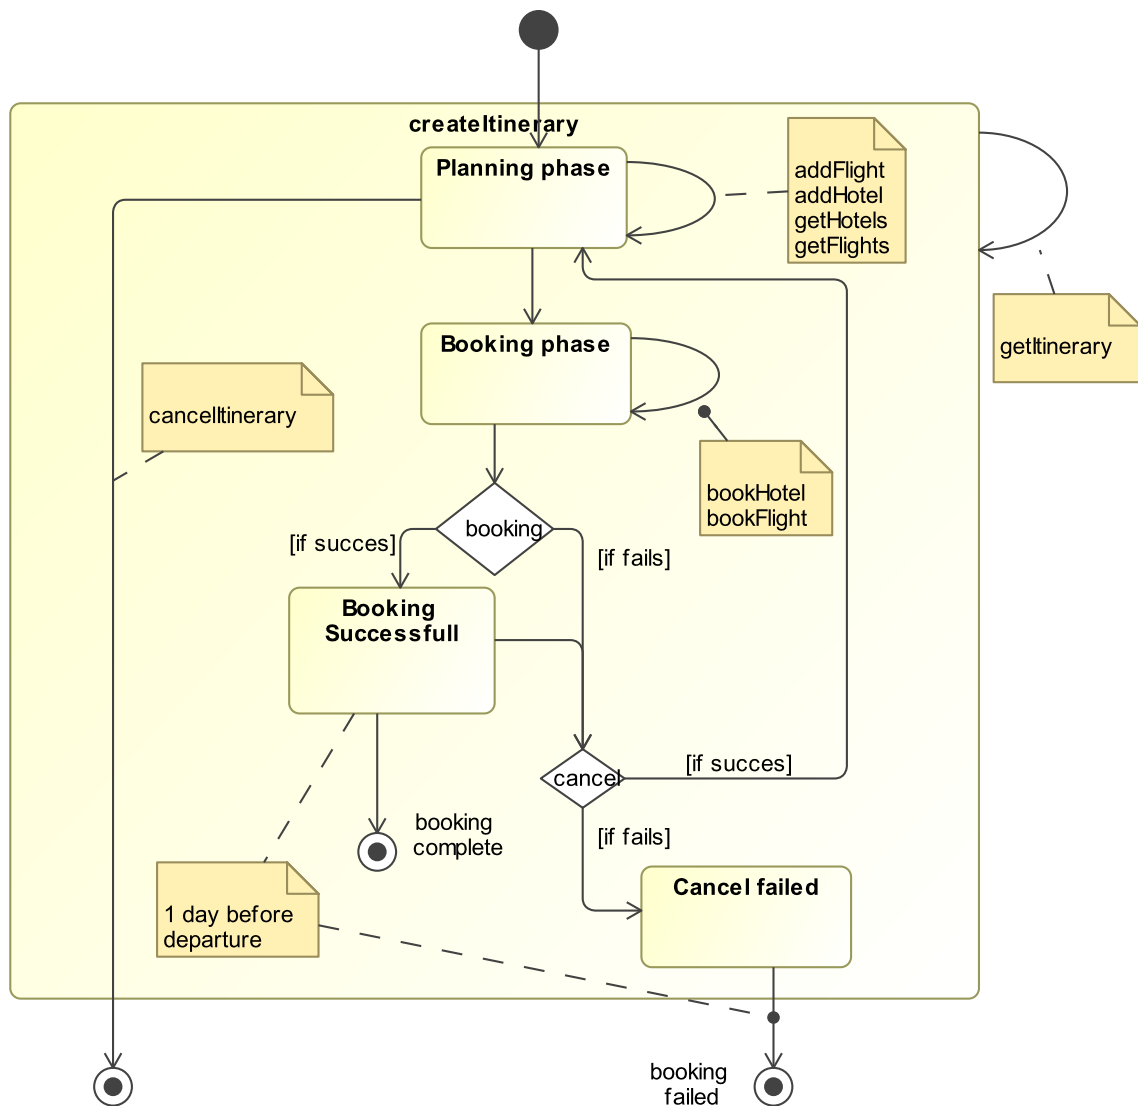 createItinerary
Planning phase
addFlight
addHotel
getHotels
getFlights
getItinerary
Booking phase
cancelItinerary
bookHotel
bookFlight
booking
[if succes]
[if fails]
Booking
Successfull
cancel
[if succes]
booking
complete
[if fails]
Cancel failed
1 day before
departure
booking
failed